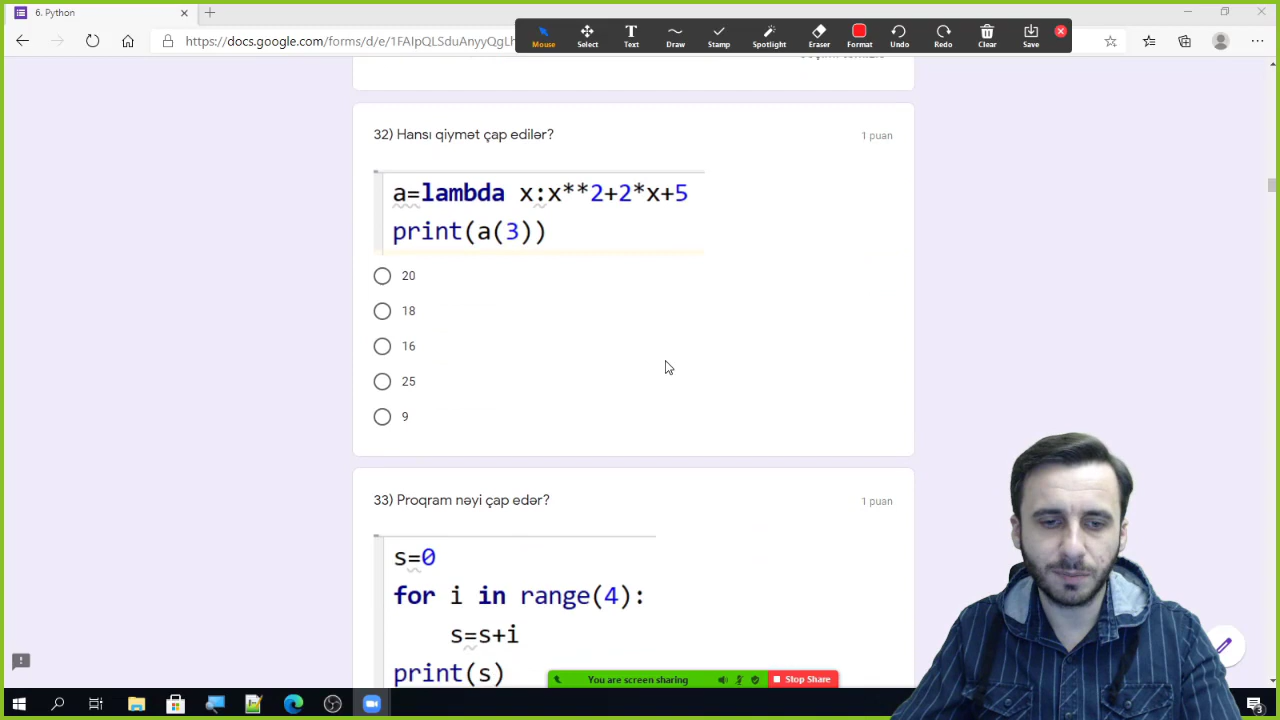 6. Python
https://docs.google.com/forms/d/e/1FAIpQLSduAnyyQgLh
Mouse Select Text Draw Stamp Spotlight Eraser Format Undo Redo Clear Save
32) Hansı qiymət çap edilər?
1 puan
a=lambda x:x**2+2*x+5
print(a(3))
20
18
16
25
9
33) Proqram nəyi çap edər?
1 puan
s=0
for i in range(4):
s=s+i
print(s)
You are screen sharing
Stop Share
3